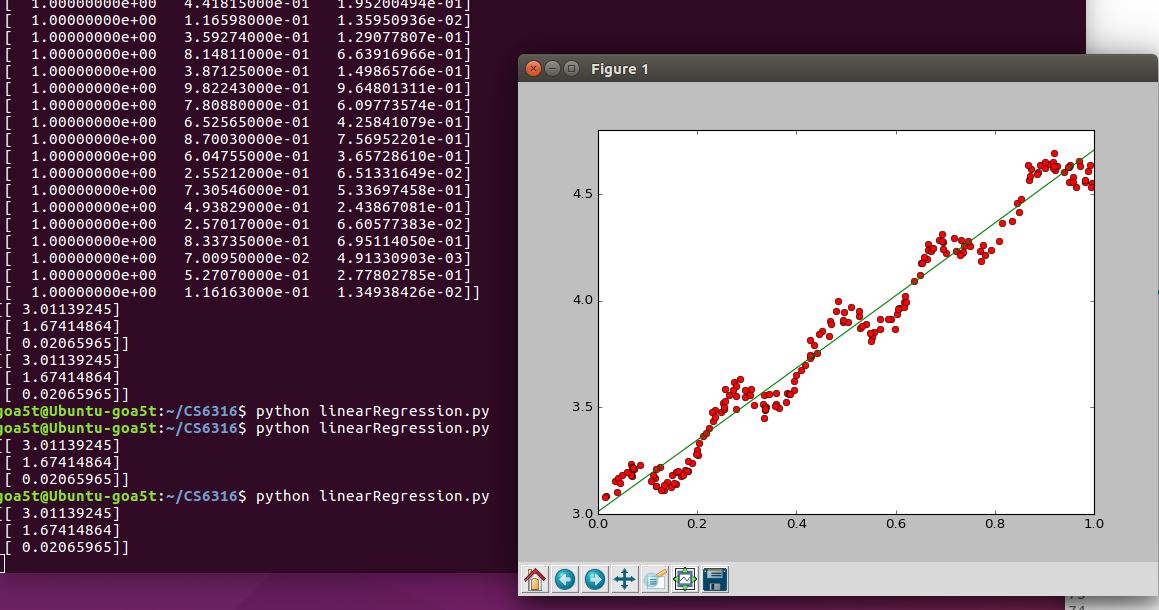 [ 1.00000000e+00 4.41815000e-01 1.95200494e-01]
[ 1.00000000e+00 1.16598000e-01 1.35950936e-02]
[ 1.00000000e+00 3.59274000e-01 1.29077807e-01]
[ 1.00000000e+00 8.14811000e-01 6.63916966e-01]
[ 1.00000000e+00 3.87125000e-01 1.49865766e-01]
[ 1.00000000e+00 9.82243000e-01 9.64801311e-01]
[ 1.00000000e+00 7.80880000e-01 6.09773574e-01]
[ 1.00000000e+00 6.52565000e-01 4.25841079e-01]
[ 1.00000000e+00 8.70030000e-01 7.56952201e-01]
[ 1.00000000e+00 6.04755000e-01 3.65728610e-01]
[ 1.00000000e+00 2.55212000e-01 6.51331649e-02]
[ 1.00000000e+00 7.30546000e-01 5.33697458e-01]
[ 1.00000000e+00 4.93829000e-01 2.43867081e-01]
[ 1.00000000e+00 2.57017000e-01 6.60577383e-02]
[ 1.00000000e+00 8.33735000e-01 6.95114050e-01]
[ 1.00000000e+00 7.00950000e-02 4.91330903e-03]
[ 1.00000000e+00 5.27070000e-01 2.77802785e-01]
[ 1.00000000e+00 1.16163000e-01 1.34938426e-02]]
[[ 3.01139245]
[ 1.67414864]
[ 0.02065965]]
[[ 3.01139245]
[ 1.67414864]
[ 0.02065965]]
goa5t@Ubuntu-goa5t:~/CS6316$ python linearRegression.py
goa5t@Ubuntu-goa5t:~/CS6316$ python linearRegression.py
[[ 3.01139245]
[ 1.67414864]
[ 0.02065965]]
goa5t@Ubuntu-goa5t:~/CS6316$ python linearRegression.py
[[ 3.01139245]
[ 1.67414864]
[ 0.02065965]]
Figure 1
4.5
4.0
3.5
3.0
0.0 0.2 0.4 0.6 0.8 1.0